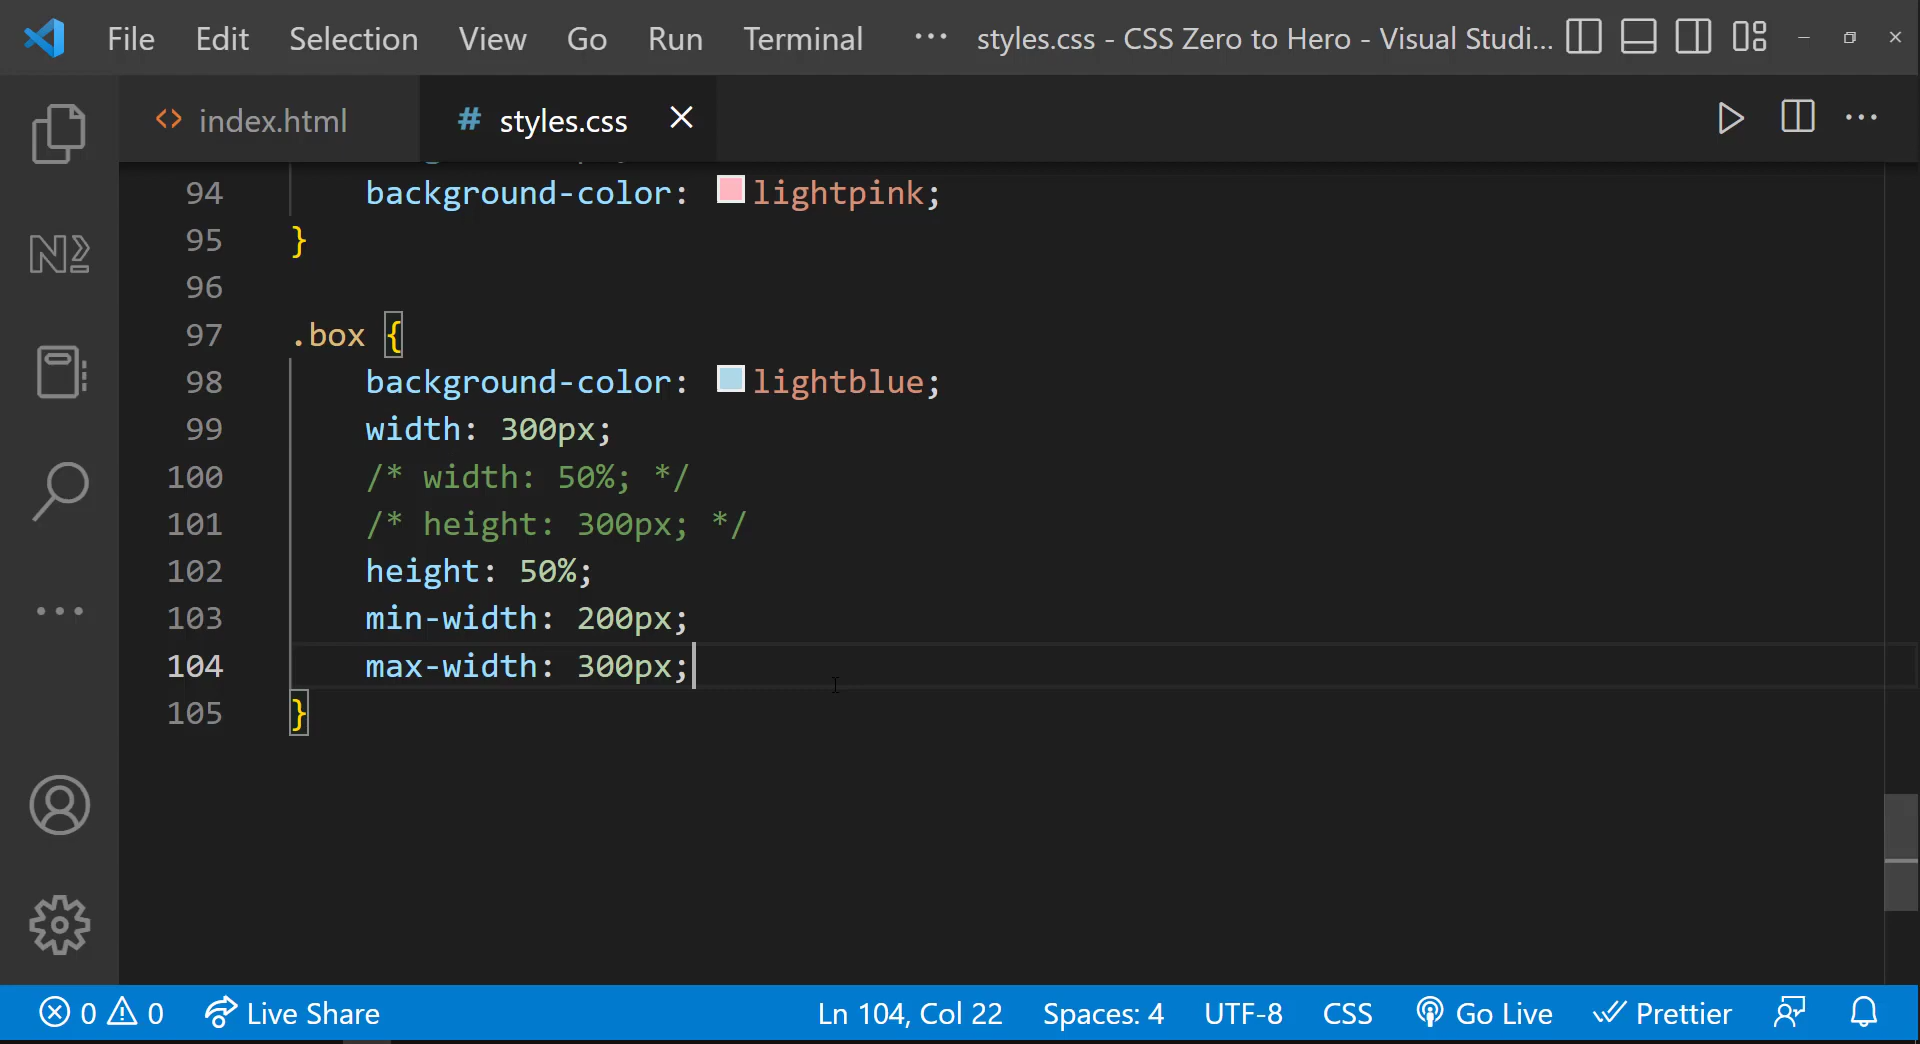 File Edit Selection View Go Run Terminal ··· styles.css - CSS Zero to Hero - Visual Studi...
<> index.html # styles.css
94 background-color: lightpink;
95 }
96
97 .box {
98 background-color: lightblue;
99 width: 300px;
100 /* width: 50%; */
101 /* height: 300px; */
102 height: 50%;
103 min-width: 200px;
104 max-width: 300px;
105 }
0 0 Live Share Ln 104, Col 22 Spaces: 4 UTF-8 CSS Go Live Prettier